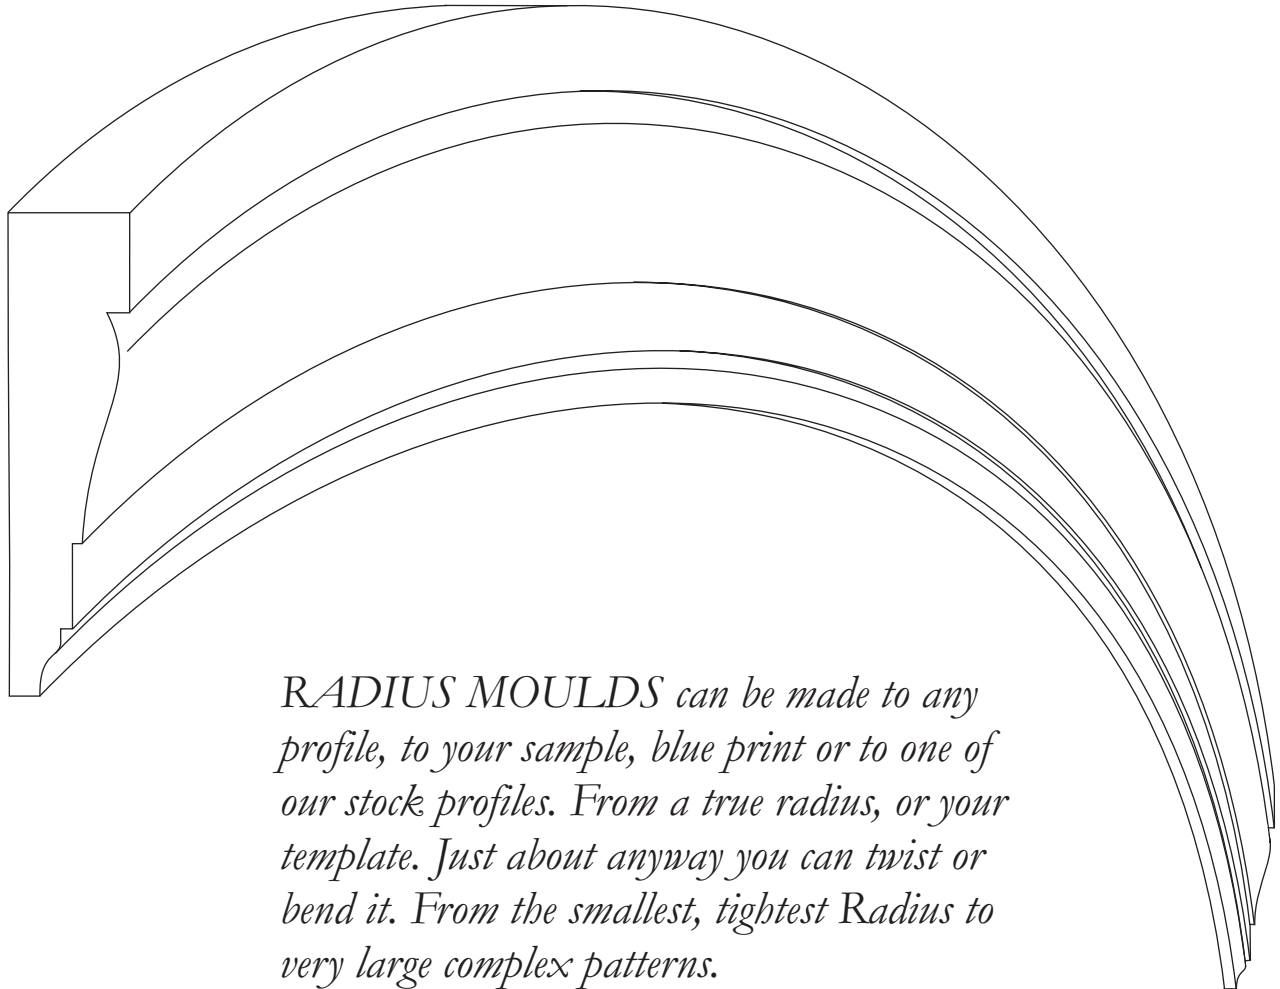 RADIUS MOULDS can be made to any
profile, to your sample, blue print or to one of
our stock profiles. From a true radius, or your
template. Just about anyway you can twist or
bend it. From the smallest, tightest Radius to
very large complex patterns.